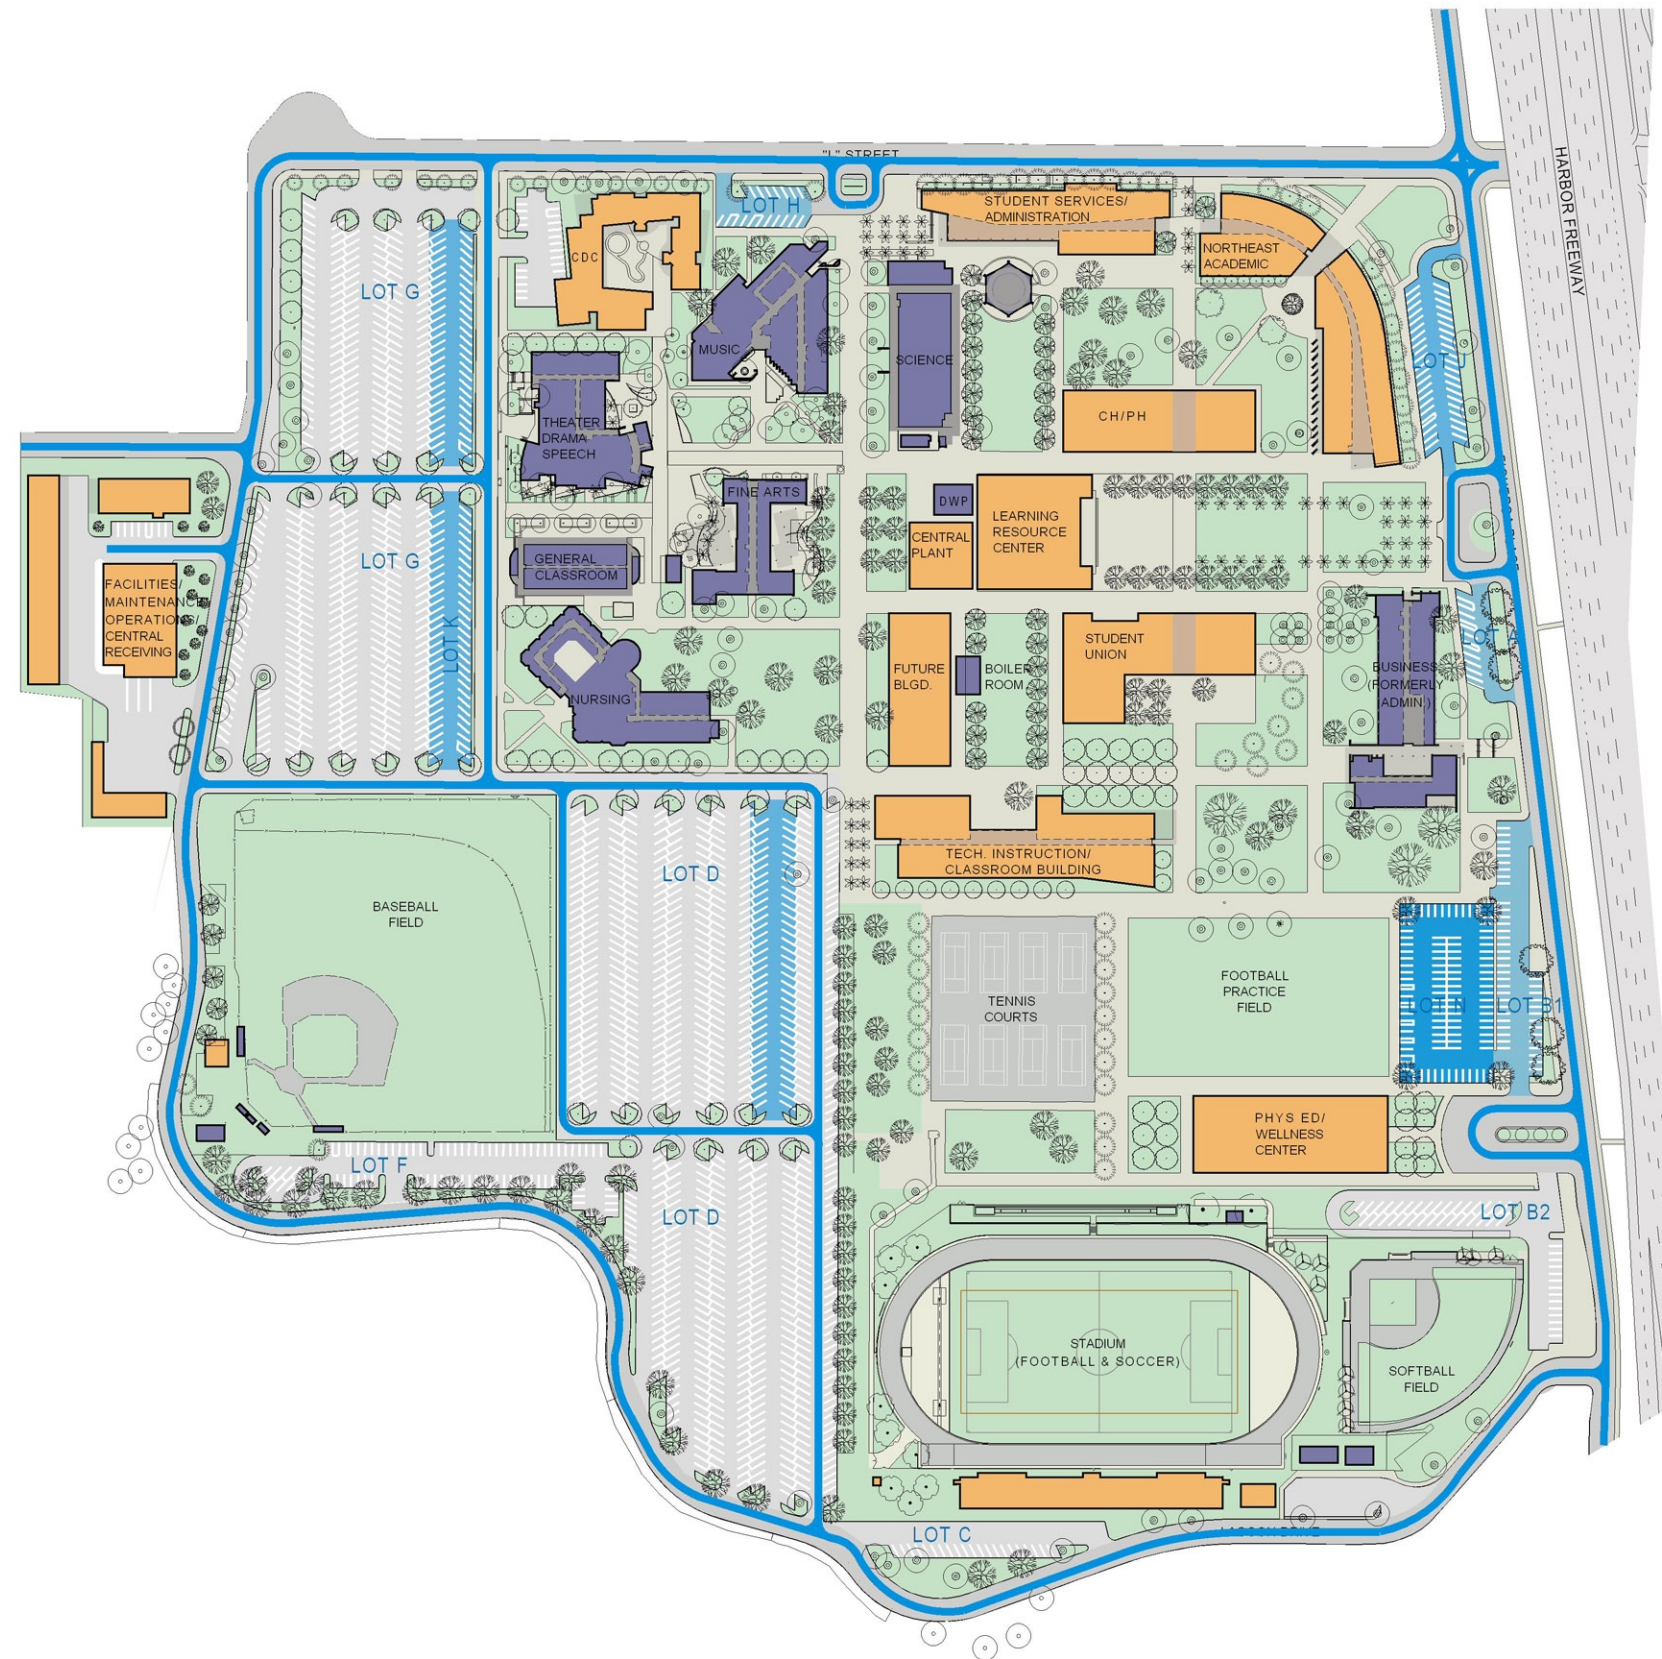 "L" STREET
HARBOR FREEWAY
LOT H
STUDENT SERVICES/
ADMINISTRATION
CDC
NORTHEAST
ACADEMIC
LOT G
MUSIC
SCIENCE
LOT J
CH/PH
THEATER
DRAMA
SPEECH
FINE ARTS
DWP
LEARNING
RESOURCE
CENTER
CENTRAL
PLANT
GENERAL
CLASSROOM
LOT G
FACILITIES/
MAINTENANCE
OPERATIONS/
CENTRAL
RECEIVING
LOT K
STUDENT
UNION
LOT
FUTURE
BLGD.
BOILER
ROOM
BUSINESS
(FORMERLY
ADMIN.)
NURSING
TECH. INSTRUCTION/
CLASSROOM BUILDING
LOT D
BASEBALL
FIELD
TENNIS
COURTS
FOOTBALL
PRACTICE
FIELD
LOT N
LOT B1
PHYS ED/
WELLNESS
CENTER
LOT F
LOT D
LOT B2
STADIUM
(FOOTBALL & SOCCER)
SOFTBALL
FIELD
LOT C
DRIVE